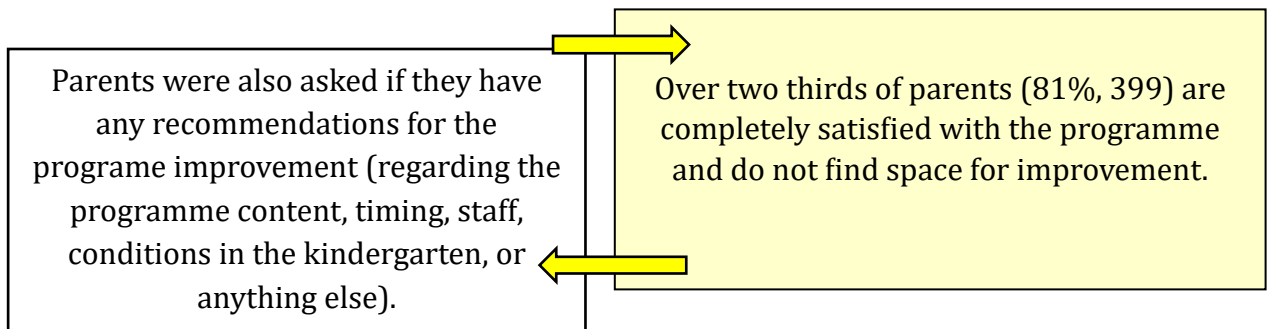 Parents were also asked if they have
any recommendations for the
programe improvement (regarding the
programme content, timing, staff,
conditions in the kindergarten, or
anything else).
Over two thirds of parents (81%, 399) are
completely satisfied with the programme
and do not find space for improvement.